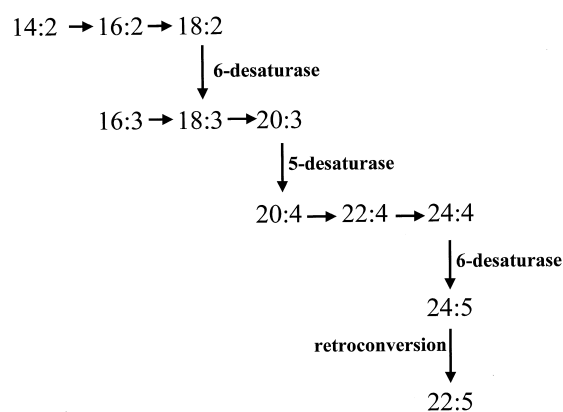 14:2 → 16:2 → 18:2
6-desaturase
16:3 → 18:3 → 20:3
5-desaturase
20:4 → 22:4 → 24:4
6-desaturase
24:5
retroconversion
22:5